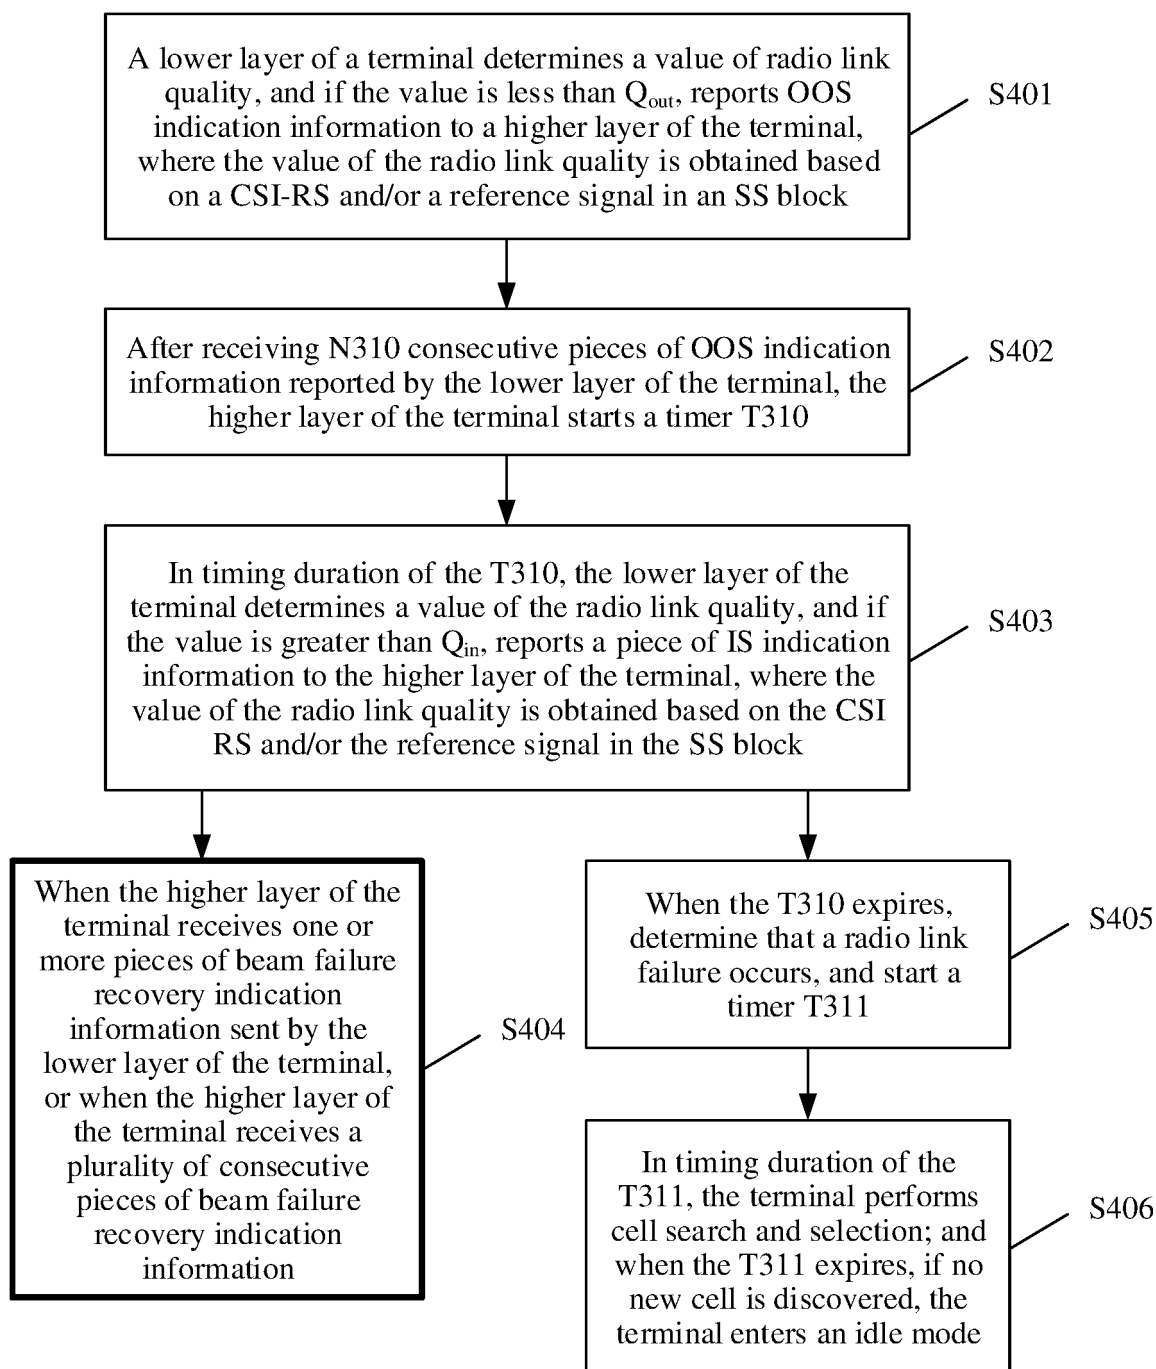 A lower layer of a terminal determines a value of radio link
quality, and if the value is less than Qout, reports OOS
indication information to a higher layer of the terminal,
where the value of the radio link quality is obtained based
on a CSI-RS and/or a reference signal in an SS block
S401
After receiving N310 consecutive pieces of OOS indication
information reported by the lower layer of the terminal, the
higher layer of the terminal starts a timer T310
S402
In timing duration of the T310, the lower layer of the
terminal determines a value of the radio link quality, and if
the value is greater than Qin, reports a piece of IS indication
information to the higher layer of the terminal, where the
value of the radio link quality is obtained based on the CSI
RS and/or the reference signal in the SS block
S403
When the higher layer of the
terminal receives one or
more pieces of beam failure
recovery indication
information sent by the
lower layer of the terminal,
or when the higher layer of
the terminal receives a
plurality of consecutive
pieces of beam failure
recovery indication
information
S404
When the T310 expires,
determine that a radio link
failure occurs, and start a
timer T311
S405
In timing duration of the
T311, the terminal performs
cell search and selection; and
when the T311 expires, if no
new cell is discovered, the
terminal enters an idle mode
S406